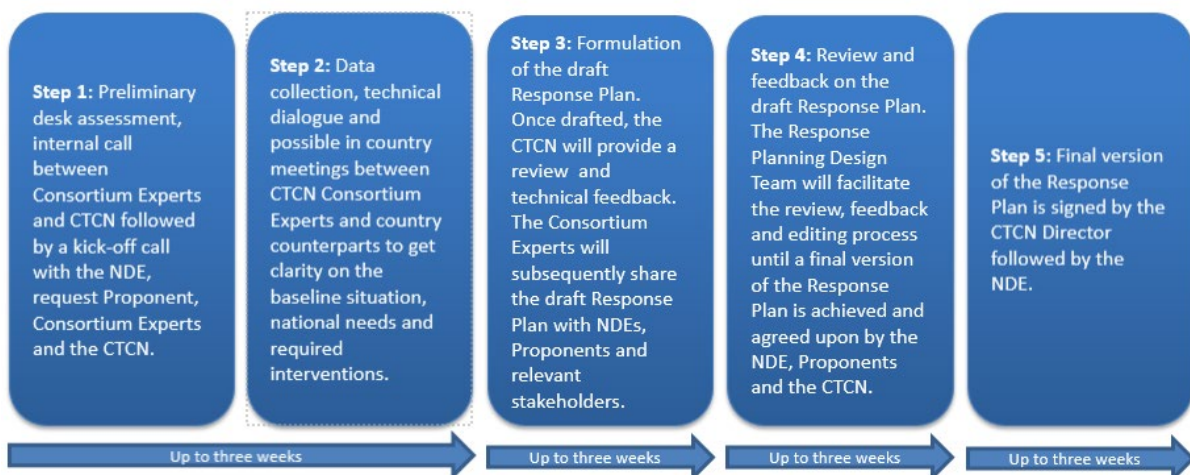 Step 1: Preliminary
desk assessment,
internal call
between
Consortium Experts
and CTCN followed
by a kick-off call
with the NDE,
request Proponent,
Consortium Experts
and the CTCN.
Step 2: Data
collection, technical
dialogue and
possible in country
meetings between
CTCN Consortium
Experts and country
counterparts to get
clarity on the
baseline situation,
national needs and
required
interventions.
Step 3: Formulation
of the draft
Response Plan.
Once drafted, the
CTCN will provide a
review and
technical feedback.
The Consortium
Experts will
subsequently share
the draft Response
Plan with NDEs,
Proponents and
relevant
stakeholders.
Step 4: Review and
feedback on the
draft Response Plan.
The Response
Planning Design
Team will facilitate
the review, feedback
and editing process
until a final version
of the Response
Plan is achieved and
agreed upon by the
NDE, Proponents
and the CTCN.
Step 5: Final version
of the Response
Plan is signed by the
CTCN Director
followed by the
NDE.
Up to three weeks
Up to three weeks
Up to three weeks
Up to three weeks